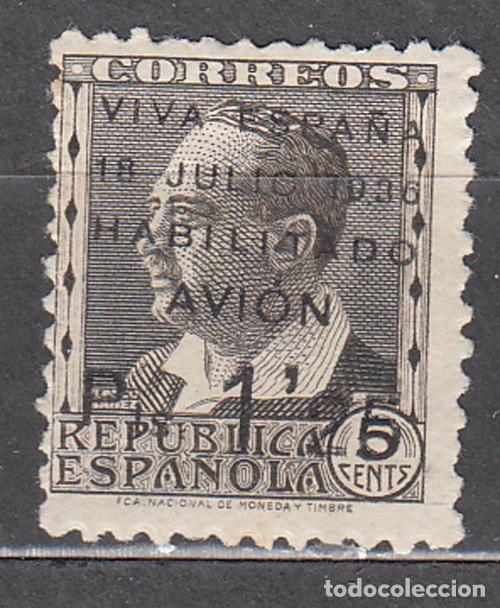 CORREOS
VIVA ESPAÑA
18 JULIO 1936
HABILITADO
AVIÓN
Pts. 1'25
REPUBLICA
ESPAÑOLA
5
CENTS
FCA. NACIONAL DE MONEDA Y TIMBRE
todocoleccion